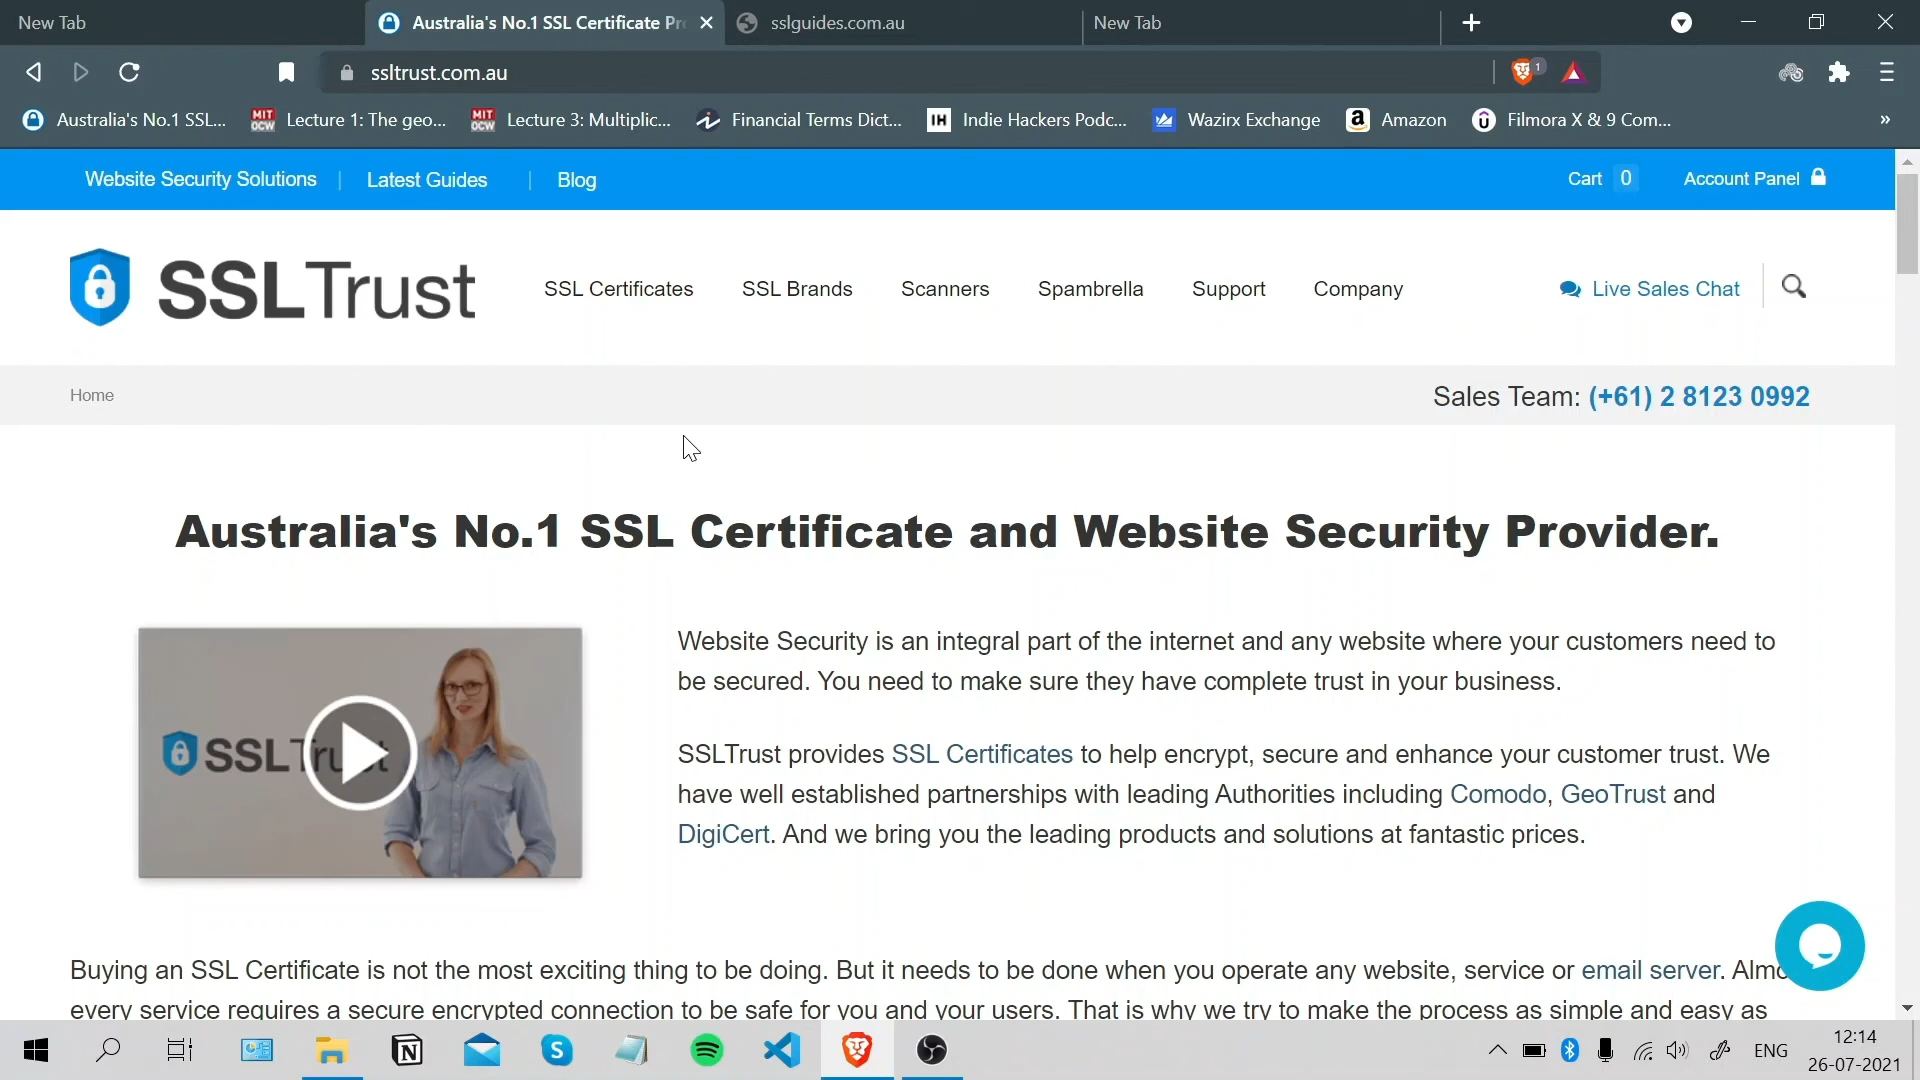 New Tab
Australia's No.1 SSL Certificate Pr
sslguides.com.au
New Tab
ssltrust.com.au
1
Australia's No.1 SSL...
MIT OCW
Lecture 1: The geo...
MIT OCW
Lecture 3: Multiplic...
Financial Terms Dict...
IH
Indie Hackers Podc...
Wazirx Exchange
a
Amazon
Filmora X & 9 Com...
»
Website Security Solutions | Latest Guides | Blog
Cart 0
Account Panel
SSLTrust
SSL Certificates
SSL Brands
Scanners
Spambrella
Support
Company
Live Sales Chat
Home
Sales Team: (+61) 2 8123 0992
Australia's No.1 SSL Certificate and Website Security Provider.
SSLTrust
Website Security is an integral part of the internet and any website where your customers need to
be secured. You need to make sure they have complete trust in your business.
SSLTrust provides SSL Certificates to help encrypt, secure and enhance your customer trust. We
have well established partnerships with leading Authorities including Comodo, GeoTrust and
DigiCert. And we bring you the leading products and solutions at fantastic prices.
Buying an SSL Certificate is not the most exciting thing to be doing. But it needs to be done when you operate any website, service or email server. Almo
every service requires a secure encrypted connection to be safe for you and your users. That is why we try to make the process as simple and easy as
ENG
12:14
26-07-2021